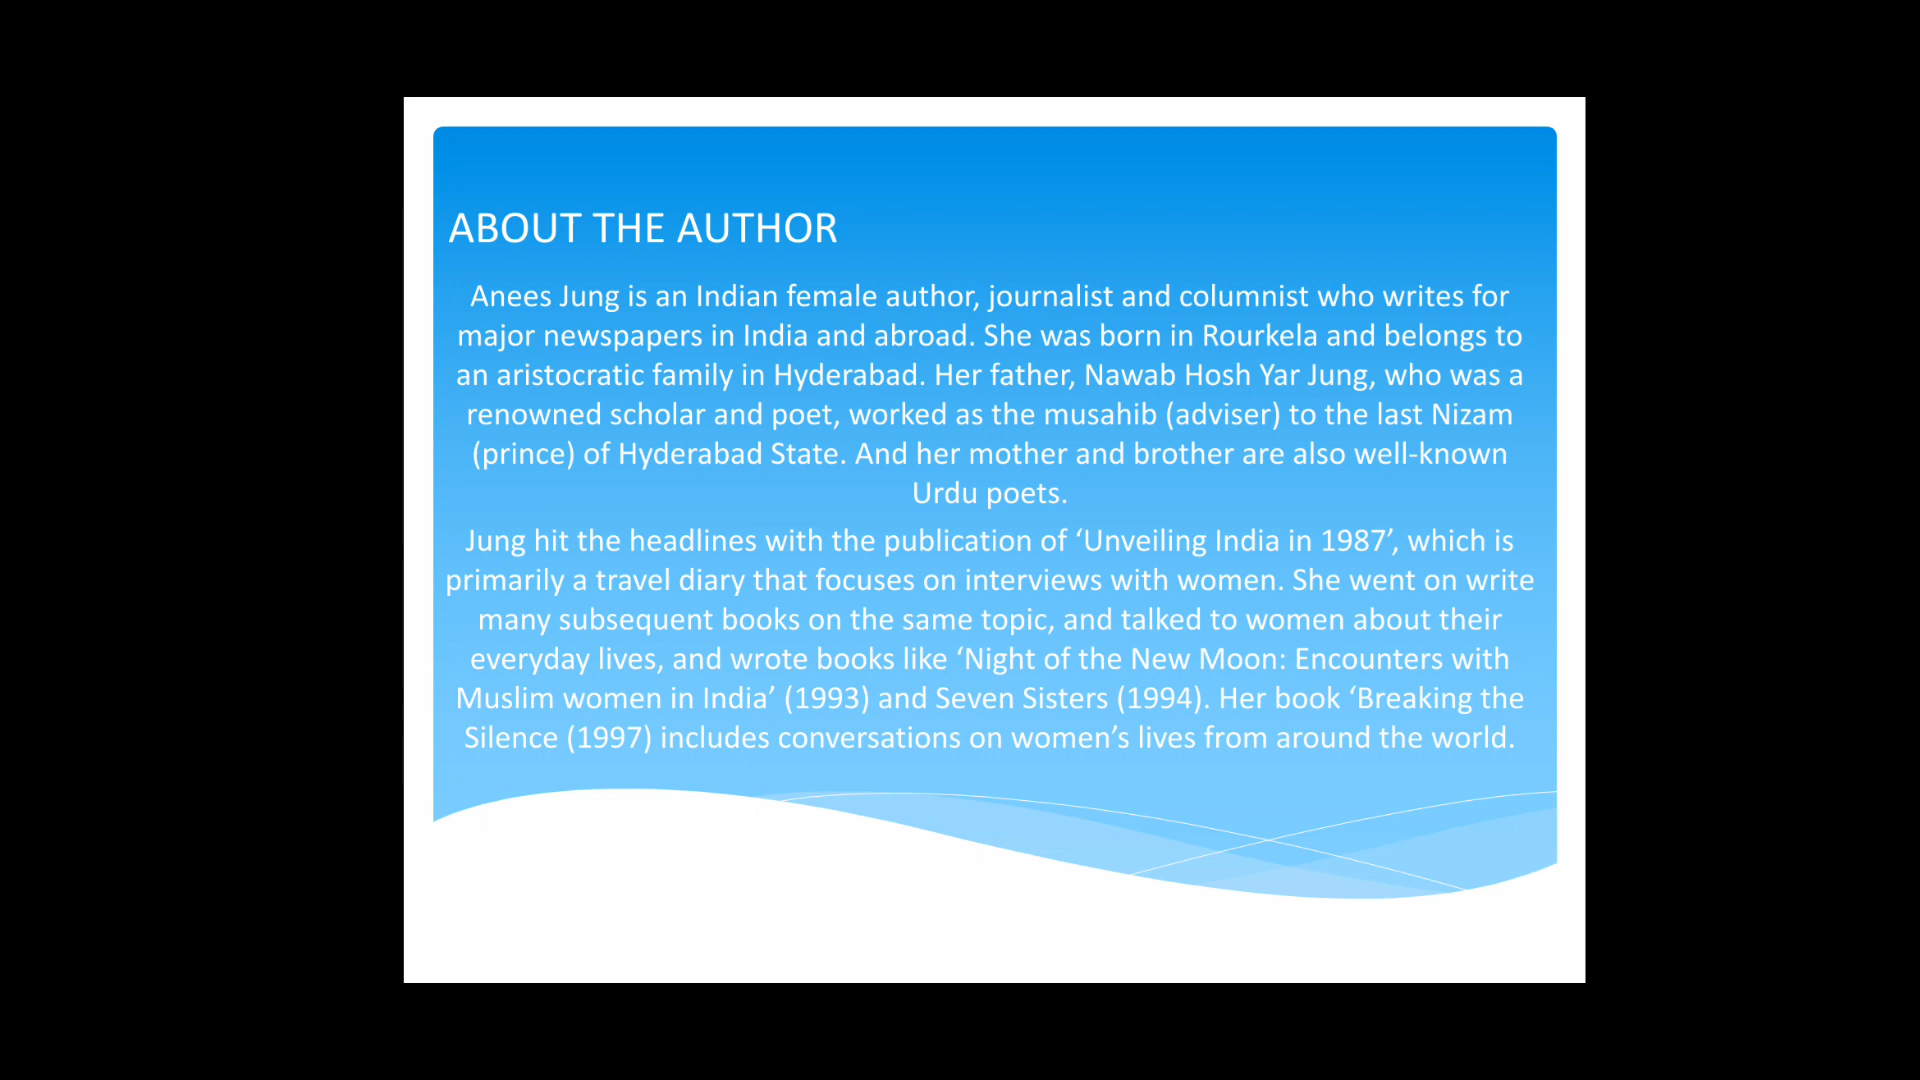 ABOUT THE AUTHOR
Anees Jung is an Indian female author, journalist and columnist who writes for
major newspapers in India and abroad. She was born in Rourkela and belongs to
an aristocratic family in Hyderabad. Her father, Nawab Hosh Yar Jung, who was a
renowned scholar and poet, worked as the musahib (adviser) to the last Nizam
(prince) of Hyderabad State. And her mother and brother are also well-known
Urdu poets.
Jung hit the headlines with the publication of ‘Unveiling India in 1987’, which is
primarily a travel diary that focuses on interviews with women. She went on write
many subsequent books on the same topic, and talked to women about their
everyday lives, and wrote books like ‘Night of the New Moon: Encounters with
Muslim women in India’ (1993) and Seven Sisters (1994). Her book ‘Breaking the
Silence (1997) includes conversations on women’s lives from around the world.